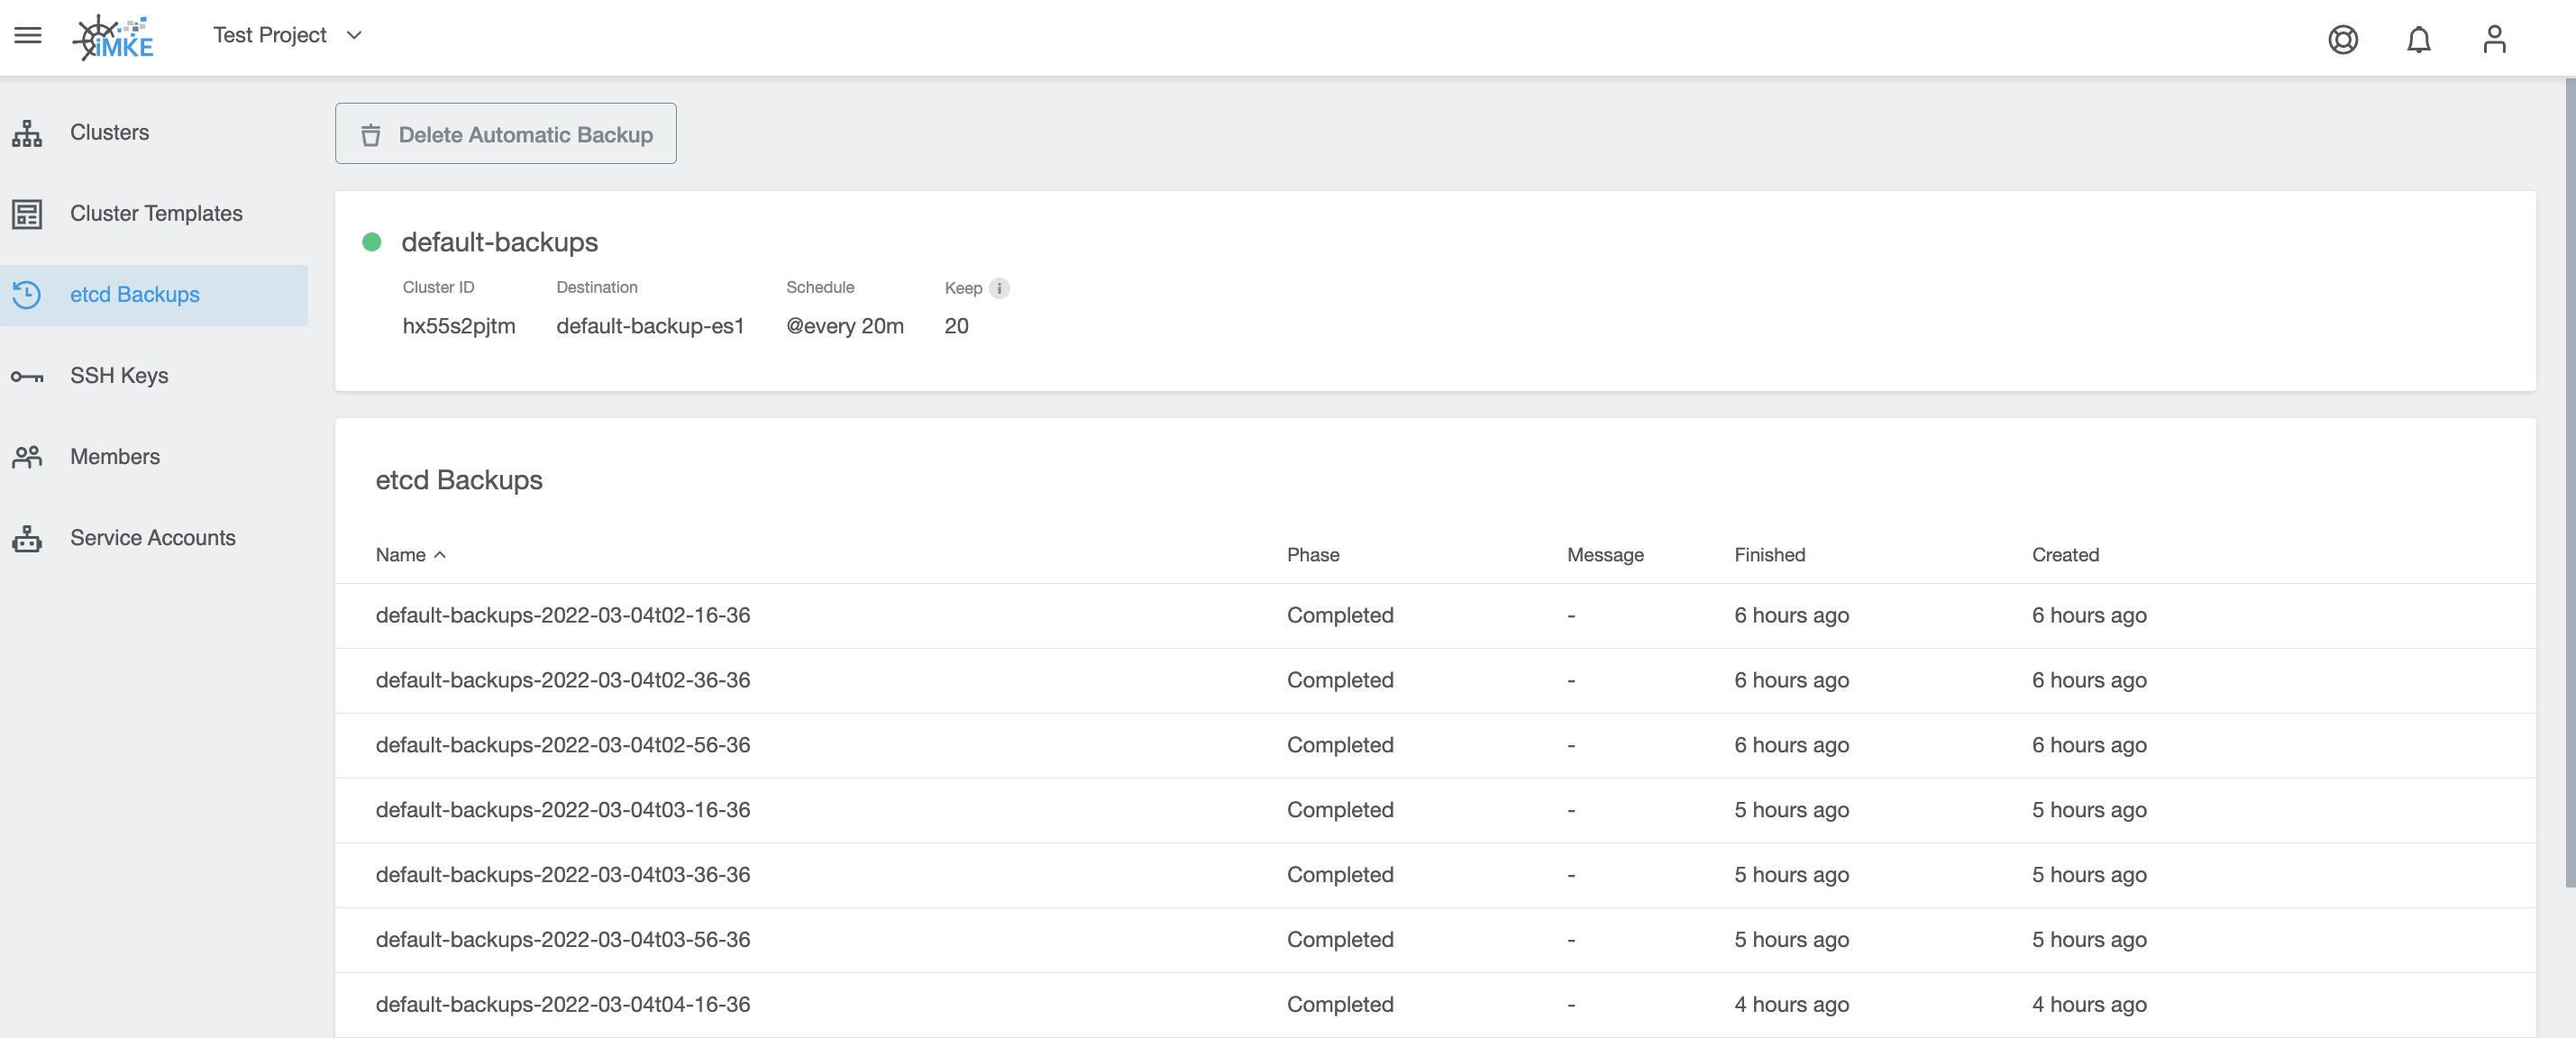 iMKE
Test Project
Clusters
Cluster Templates
etcd Backups
SSH Keys
Members
Service Accounts
Delete Automatic Backup
default-backups
Cluster ID Destination Schedule Keep i
hx55s2pjtm default-backup-es1 @every 20m 20
etcd Backups
Name Phase Message Finished Created
default-backups-2022-03-04t02-16-36 Completed - 6 hours ago 6 hours ago
default-backups-2022-03-04t02-36-36 Completed - 6 hours ago 6 hours ago
default-backups-2022-03-04t02-56-36 Completed - 6 hours ago 6 hours ago
default-backups-2022-03-04t03-16-36 Completed - 5 hours ago 5 hours ago
default-backups-2022-03-04t03-36-36 Completed - 5 hours ago 5 hours ago
default-backups-2022-03-04t03-56-36 Completed - 5 hours ago 5 hours ago
default-backups-2022-03-04t04-16-36 Completed - 4 hours ago 4 hours ago